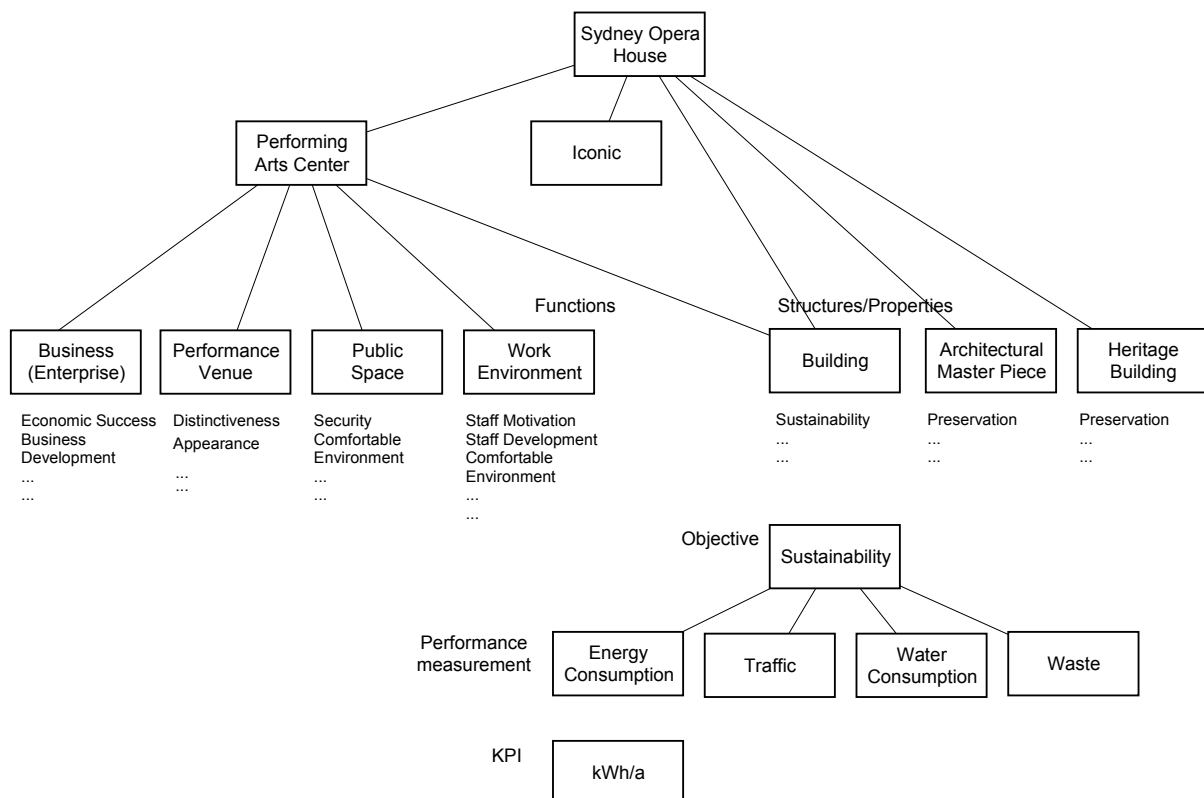 Sydney Opera
House
Performing
Arts Center
Iconic
Functions
Structures/Properties
Business
(Enterprise)
Performance
Venue
Public
Space
Work
Environment
Building
Architectural
Master Piece
Heritage
Building
Economic Success
Business
Development
...
...
Distinctiveness
Appearance
...
...
Security
Comfortable
Environment
...
...
Staff Motivation
Staff Development
Comfortable
Environment
...
...
Sustainability
...
...
Preservation
...
...
Preservation
...
...
Objective
Sustainability
Performance
measurement
Energy
Consumption
Traffic
Water
Consumption
Waste
KPI
kWh/a